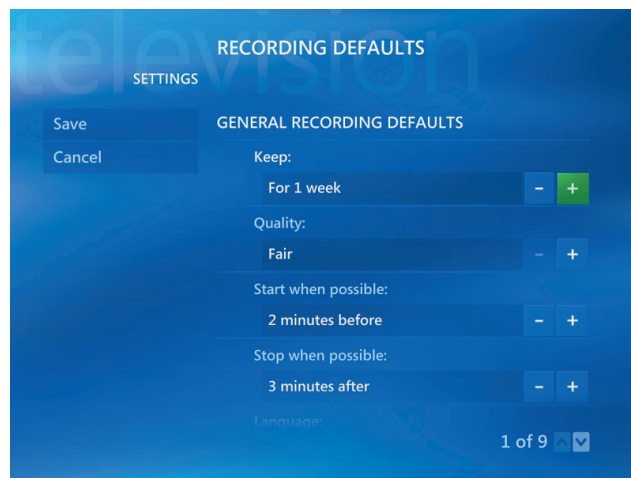 television
RECORDING DEFAULTS
SETTINGS
Save
Cancel
GENERAL RECORDING DEFAULTS
Keep:
For 1 week - +
Quality:
Fair - +
Start when possible:
2 minutes before - +
Stop when possible:
3 minutes after - +
Language:
1 of 9